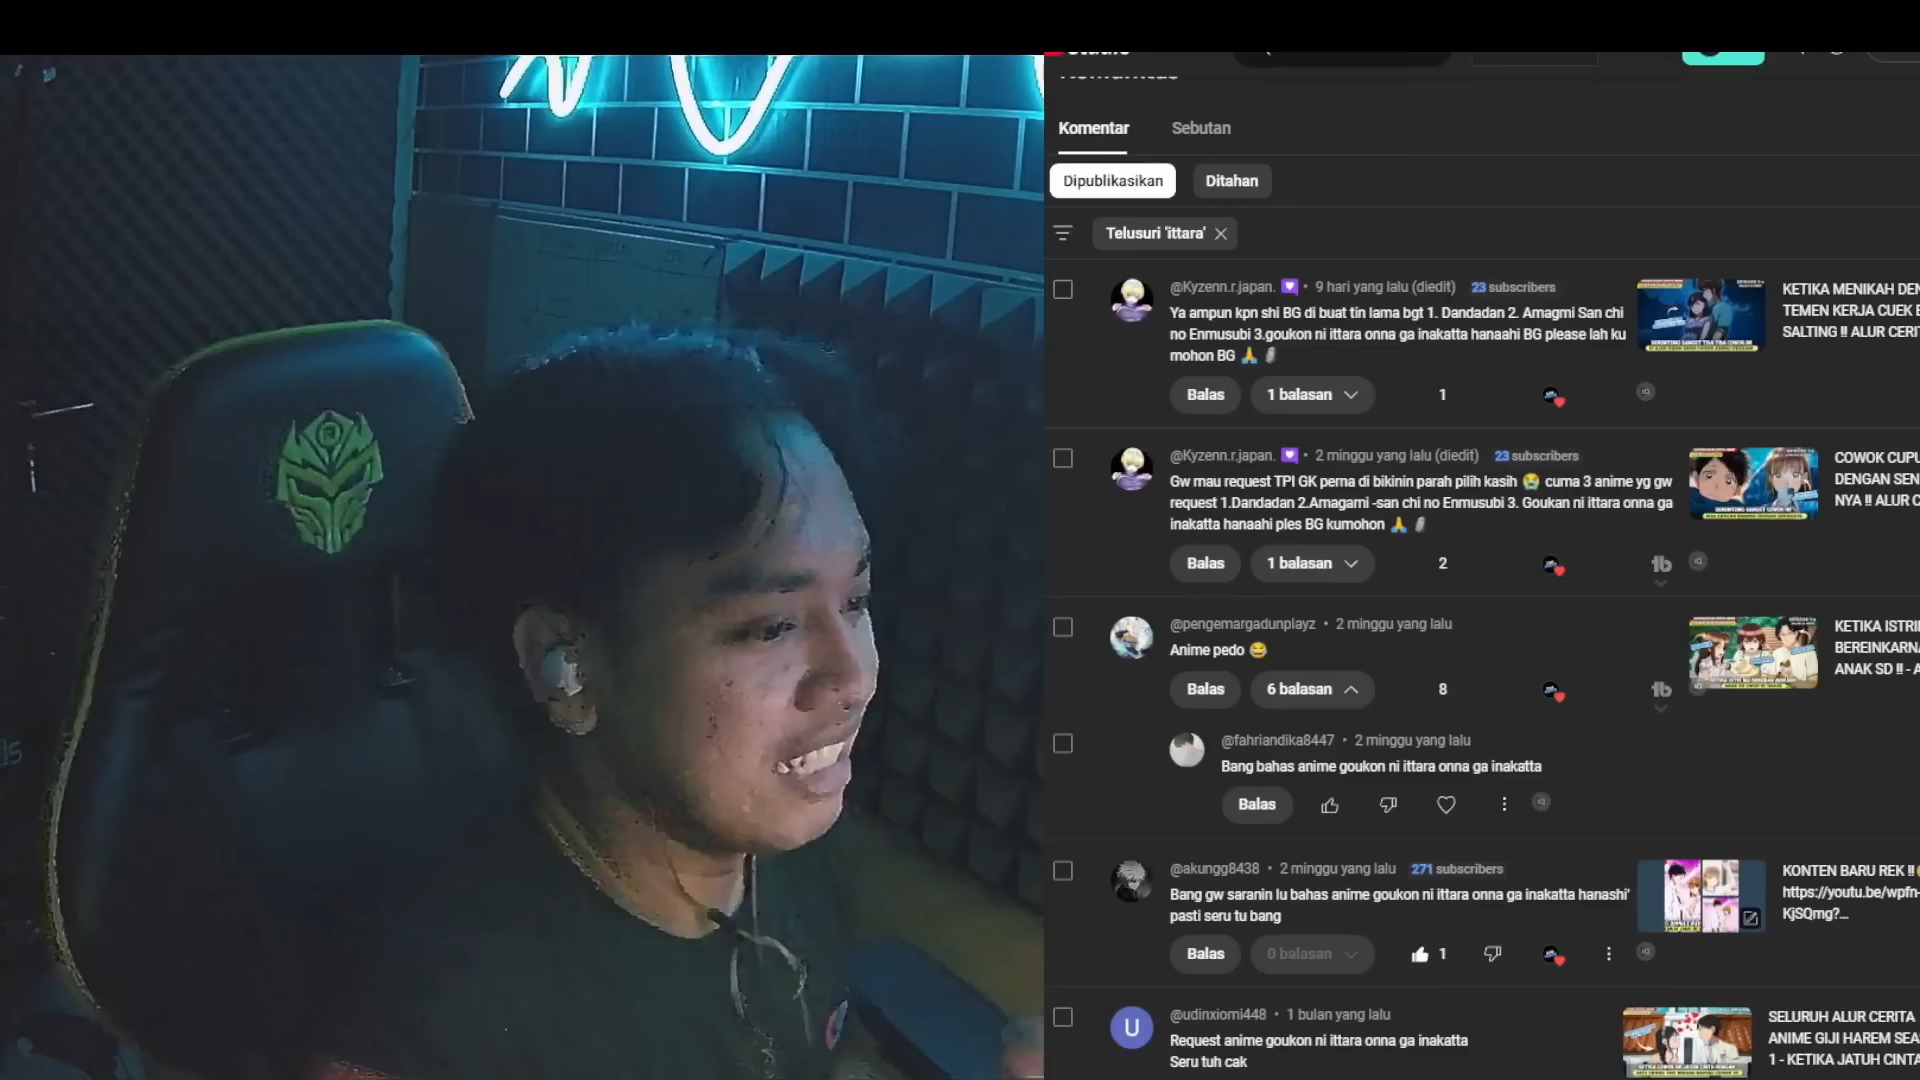 Komentar
Sebutan
Dipublikasikan
Ditahan
Telusuri 'ittara'
@Kyzenn.r.japan. • 9 hari yang lalu (diedit) 23 subscribers
Ya ampun kpn shi BG di buat tin lama bgt 1. Dandadan 2. Amagmi San chi
no Enmusubi 3.goukon ni ittara onna ga inakatta hanaahi BG please lah ku
mohon BG 🙏
Balas
1 balasan
1
KETIKA MENIKAH DEN
TEMEN KERJA CUEK B
SALTING !! ALUR CERIT
@Kyzenn.r.japan. • 2 minggu yang lalu (diedit) 23 subscribers
Gw mau request TPI GK perna di bikinin parah pilih kasih 😭 cuma 3 anime yg gw
request 1.Dandadan 2.Amagami -san chi no Enmusubi 3. Goukan ni ittara onna ga
inakatta hanaahi ples BG kumohon 🙏
Balas
1 balasan
2
COWOK CUPU
DENGAN SEN
NYA !! ALUR C
@pengemargadunplayz • 2 minggu yang lalu
Anime pedo 😂
Balas
6 balasan
8
KETIKA ISTRI
BEREINKARNA
ANAK SD !! - A
@fahriandika8447 • 2 minggu yang lalu
Bang bahas anime goukon ni ittara onna ga inakatta
Balas
@akungg8438 • 2 minggu yang lalu 271 subscribers
Bang gw saranin lu bahas anime goukon ni ittara onna ga inakatta hanashi'
pasti seru tu bang
Balas
0 balasan
1
KONTEN BARU REK !!
https://youtu.be/wpfn-
KjSQmg?...
U
@udinxiomi448 • 1 bulan yang lalu
Request anime goukon ni ittara onna ga inakatta
Seru tuh cak
SELURUH ALUR CERITA
ANIME GIJI HAREM SEA
1 - KETIKA JATUH CINTA